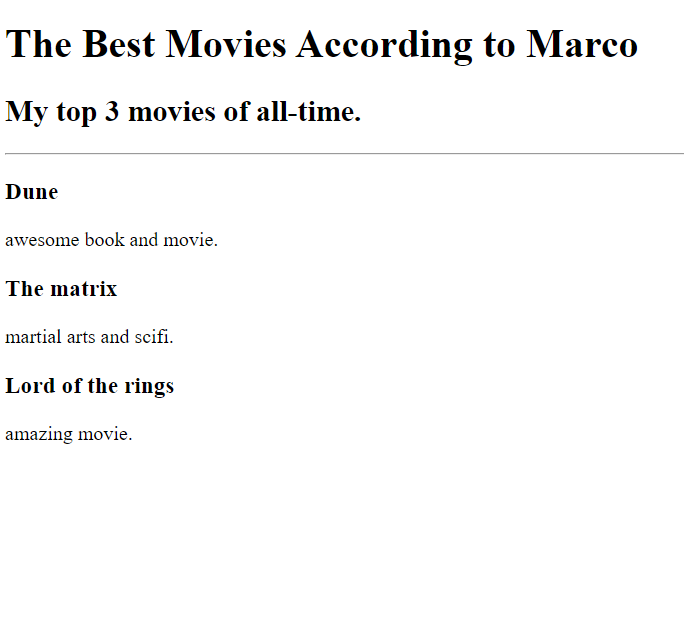 The Best Movies According to Marco
My top 3 movies of all-time.
Dune
awesome book and movie.
The matrix
martial arts and scifi.
Lord of the rings
amazing movie.